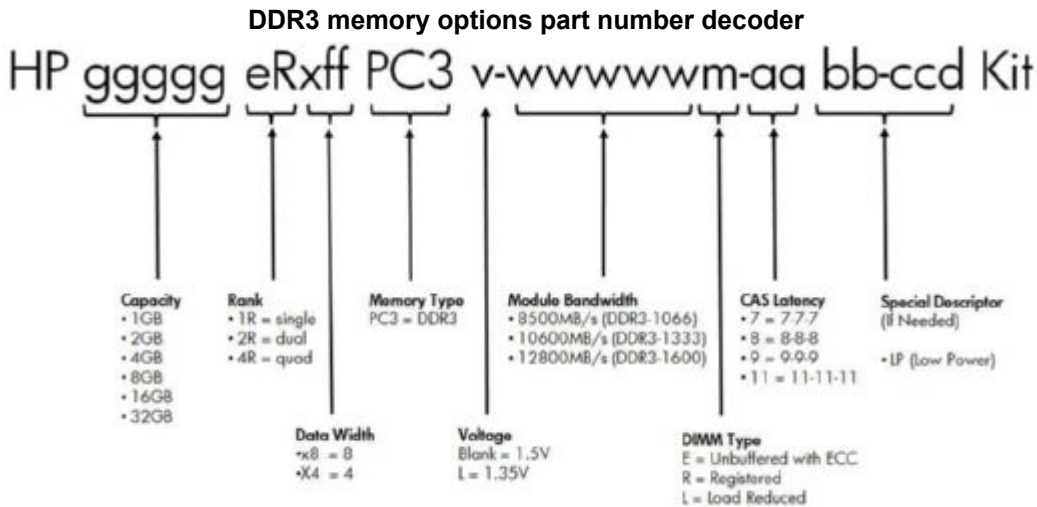 DDR3 memory options part number decoder
HP ggggg eRxff PC3 v-wwwwwm-aa bb-ccd Kit
Capacity
• 1GB
• 2GB
• 4GB
• 8GB
• 16GB
• 32GB
Rank
• 1R = single
• 2R = dual
• 4R = quad
Memory Type
PC3 = DDR3
Module Bandwidth
• 8500MB/s (DDR3-1066)
• 10600MB/s (DDR3-1333)
• 12800MB/s (DDR3-1600)
CAS Latency
• 7 = 7-7-7
• 8 = 8-8-8
• 9 = 9-9-9
• 11 = 11-11-11
Special Descriptor
(If Needed)
• LP (Low Power)
Data Width
•x8 = 8
•X4 = 4
Voltage
Blank = 1.5V
L = 1.35V
DIMM Type
E = Unbuffered with ECC
R = Registered
L = Load Reduced